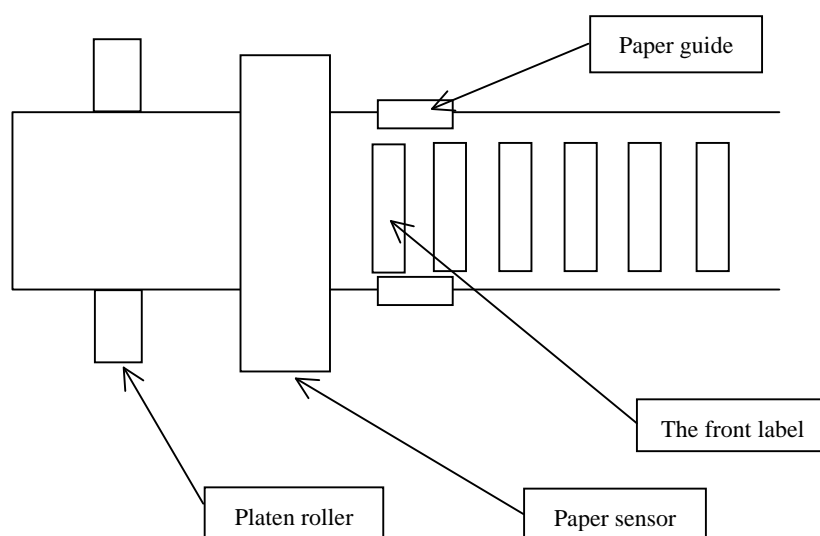 Paper guide
The front label
Platen roller
Paper sensor